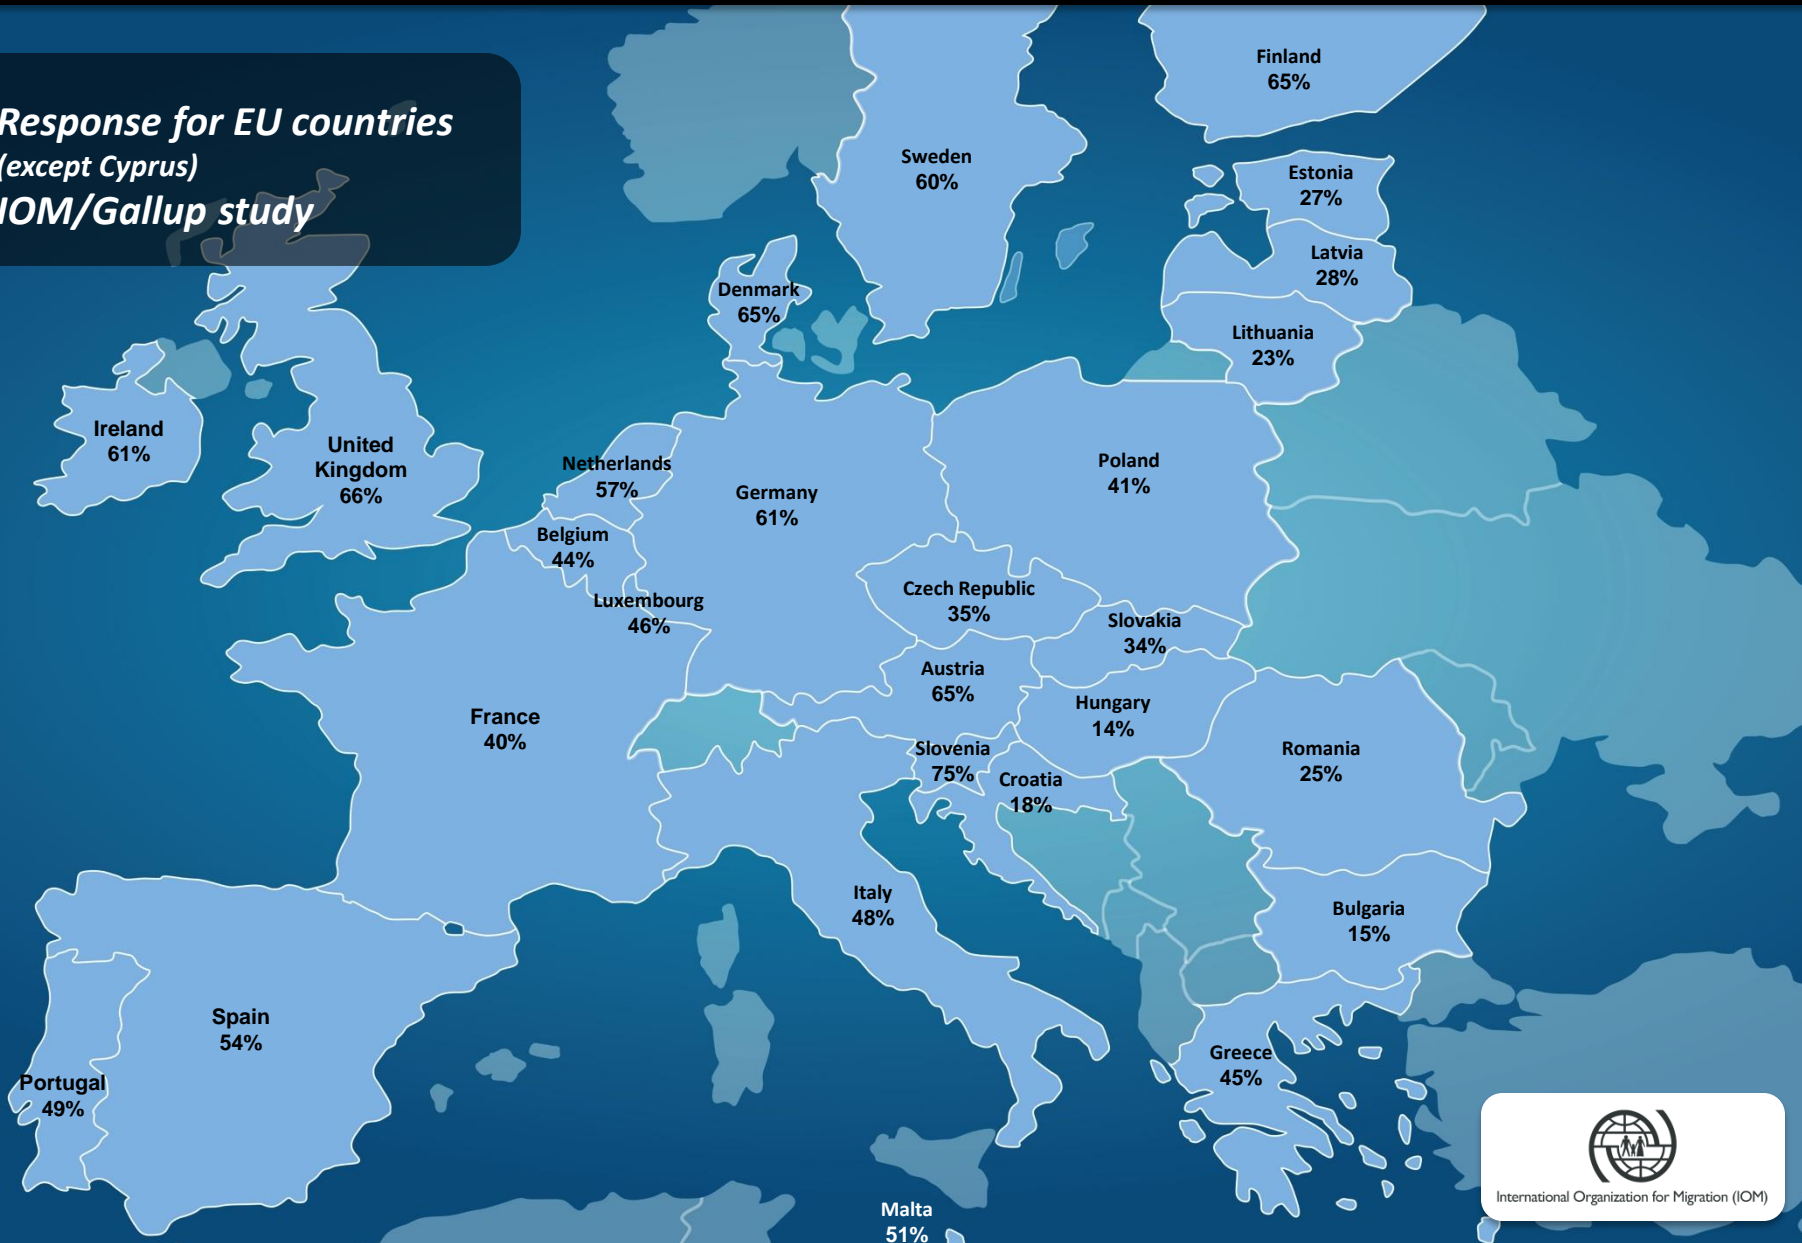 Response for EU countries
(except Cyprus)
IOM/Gallup study
Finland
65%
Sweden
60%
Estonia
27%
Latvia
28%
Denmark
65%
Lithuania
23%
Ireland
61%
United
Kingdom
66%
Netherlands
57%
Germany
61%
Poland
41%
Belgium
44%
Luxembourg
46%
Czech Republic
35%
Slovakia
34%
Austria
65%
Hungary
14%
France
40%
Slovenia
75%
Croatia
18%
Romania
25%
Italy
48%
Bulgaria
15%
Spain
54%
Portugal
49%
Greece
45%
Malta
51%
International Organization for Migration (IOM)